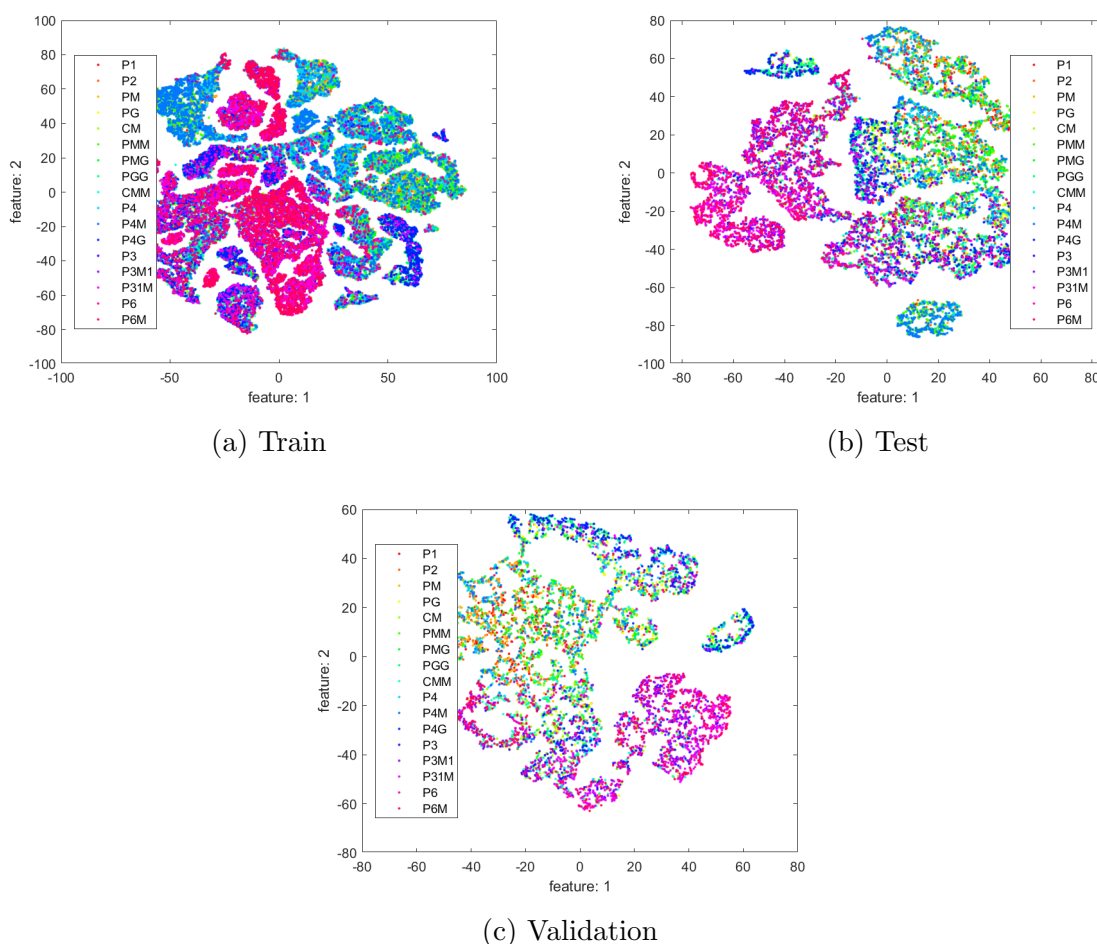 100
80
60
40
20
0
-20
-40
-60
-80
-100
feature: 2
-100
-50
0
50
100
feature: 1
P1
P2
PM
PG
CM
PMM
PMG
PGG
CMM
P4
P4M
P4G
P3
P3M1
P31M
P6
P6M
(a) Train
80
60
40
20
0
-20
-40
-60
-80
-100
feature: 2
-80
-60
-40
-20
0
20
40
60
feature: 1
P1
P2
PM
PG
CM
PMM
PMG
PGG
CMM
P4
P4M
P4G
P3
P3M1
P31M
P6
P6M
(b) Test
60
40
20
0
-20
-40
-60
-80
feature: 2
-80
-60
-40
-20
0
20
40
60
80
feature: 1
P1
P2
PM
PG
CM
PMM
PMG
PGG
CMM
P4
P4M
P4G
P3
P3M1
P31M
P6
P6M
(c) Validation